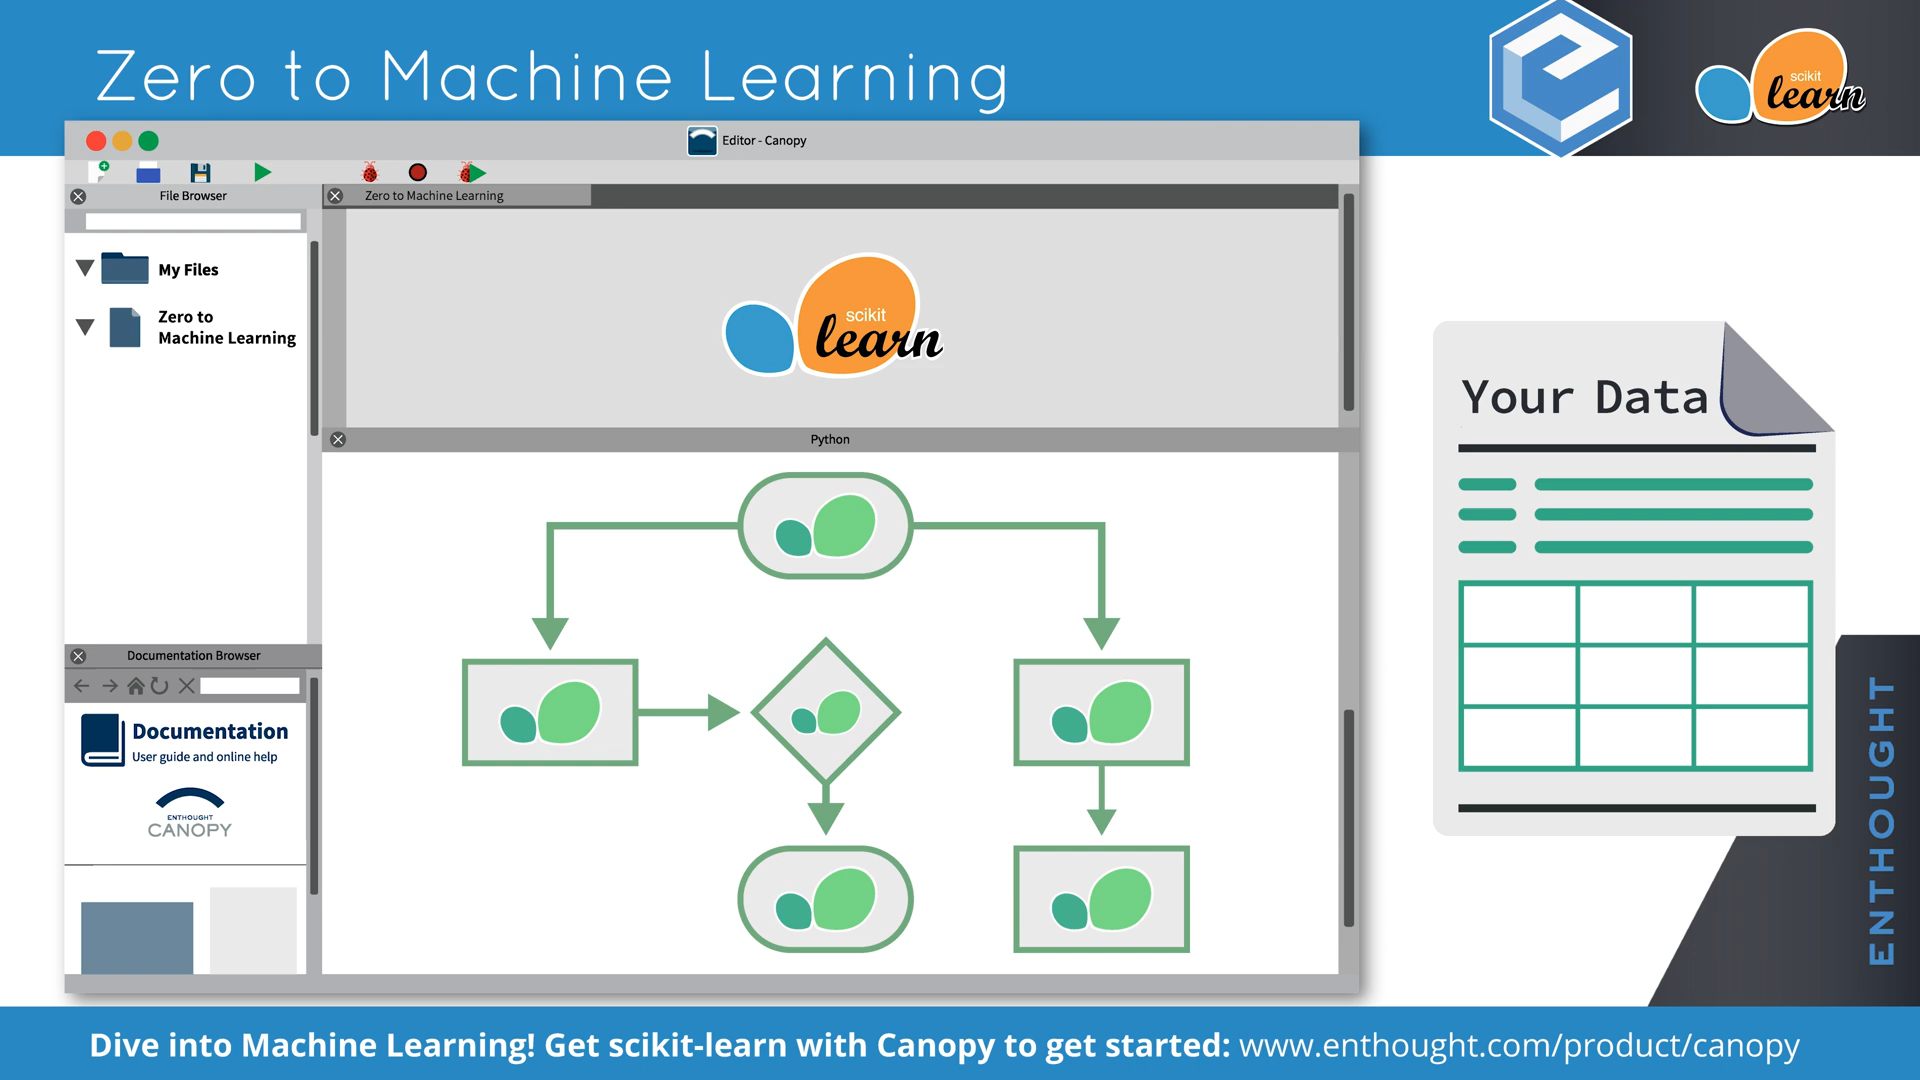 Zero to Machine Learning
scikit
learn
Editor - Canopy
File Browser
Zero to Machine Learning
My Files
Zero to
Machine Learning
scikit
learn
Python
Documentation Browser
Documentation
User guide and online help
ENTHOUGHT
CANOPY
Your Data
ENTHOUGHT
Dive into Machine Learning! Get scikit-learn with Canopy to get started: www.enthought.com/product/canopy